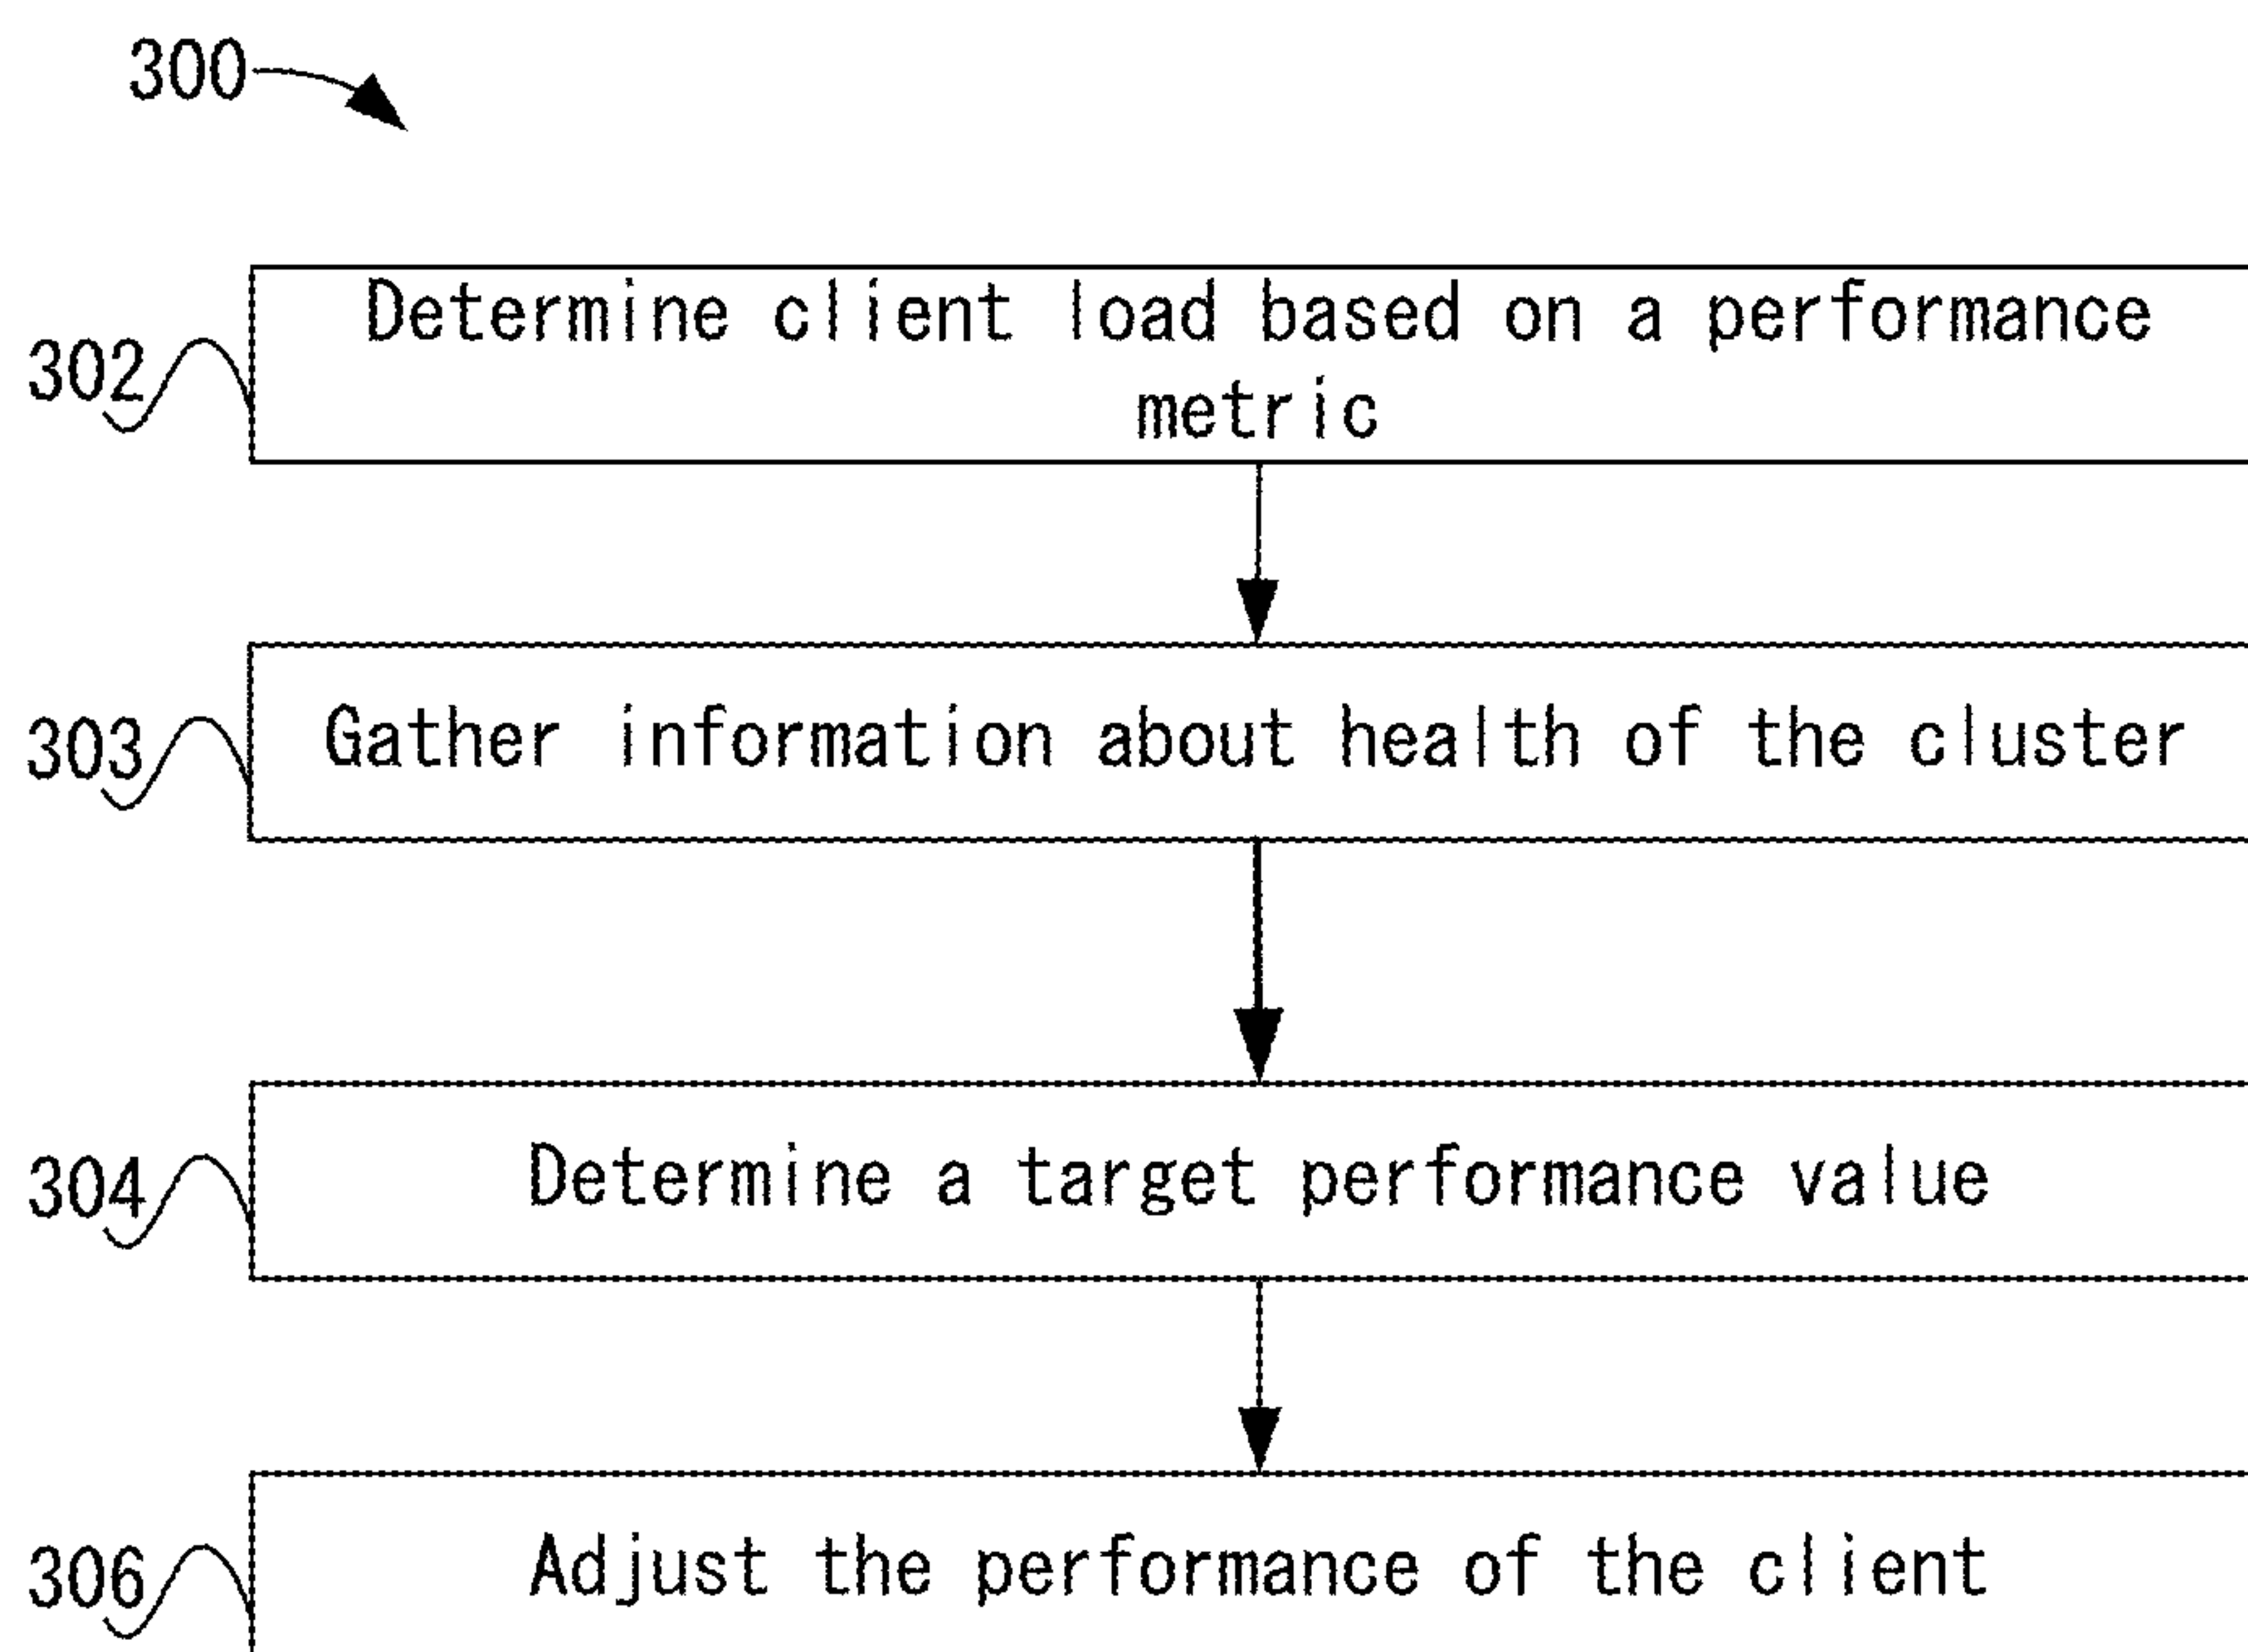 300
302
Determine client load based on a performance
metric
303
Gather information about health of the cluster
304
Determine a target performance value
306
Adjust the performance of the client